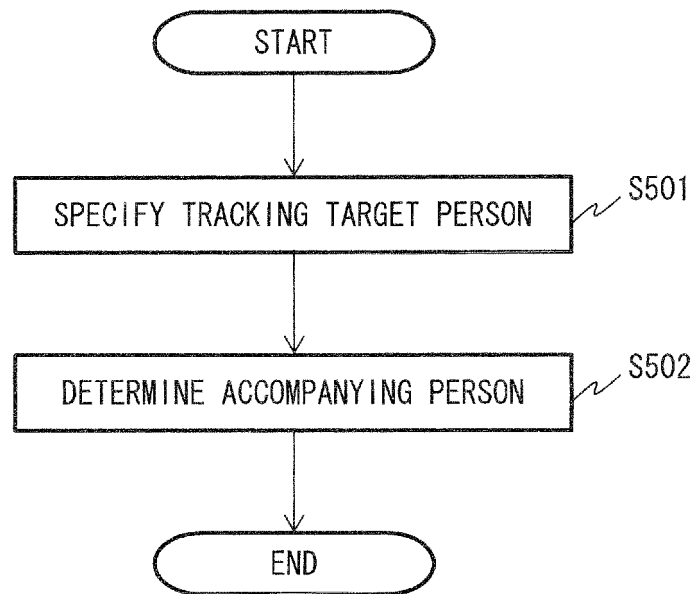 START
SPECIFY TRACKING TARGET PERSON
S501
DETERMINE ACCOMPANYING PERSON
S502
END